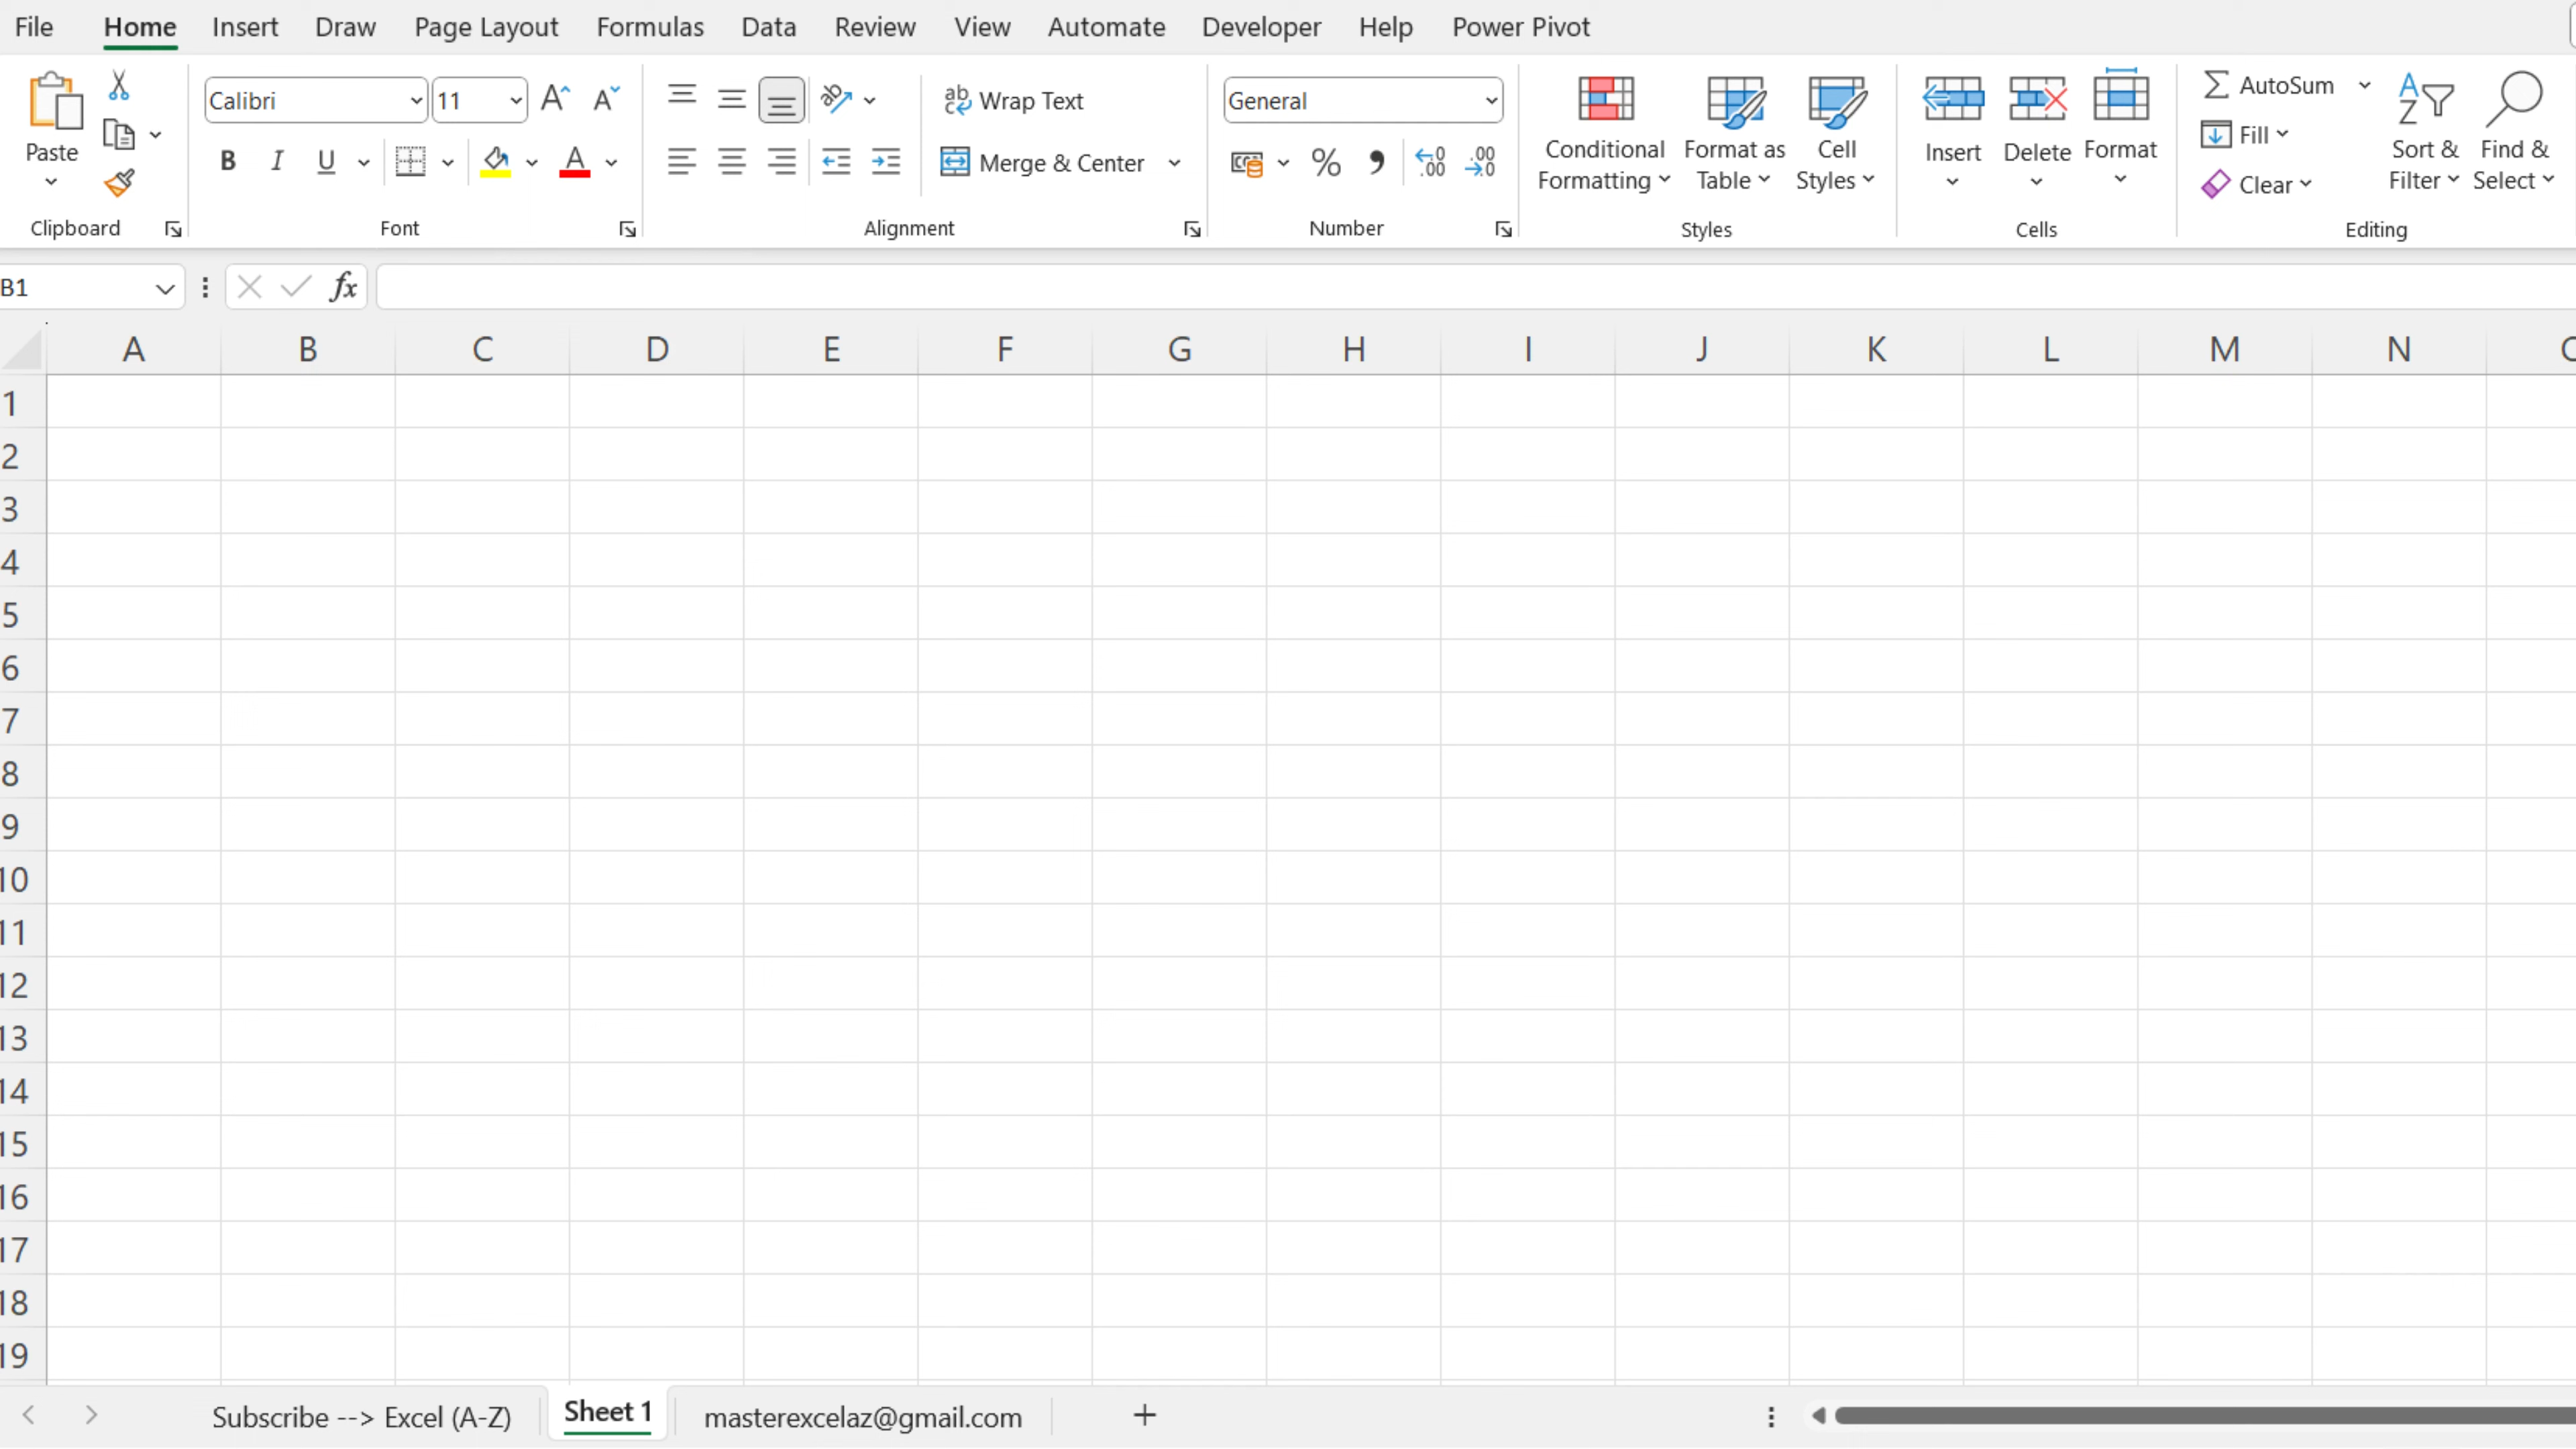 File Home Insert Draw Page Layout Formulas Data Review View Automate Developer Help Power Pivot
Paste
Clipboard
Calibri 11
B I U
Font
Wrap Text
Merge & Center
Alignment
General
Number
Conditional Formatting
Format as Table
Cell Styles
Styles
Insert Delete Format
Cells
AutoSum
Fill
Clear
Sort & Filter
Find & Select
Editing
B1 fx
A B C D E F G H I J K L M N
1
2
3
4
5
6
7
8
9
10
11
12
13
14
15
16
17
18
19
Subscribe --> Excel (A-Z) Sheet 1 masterexcelaz@gmail.com +